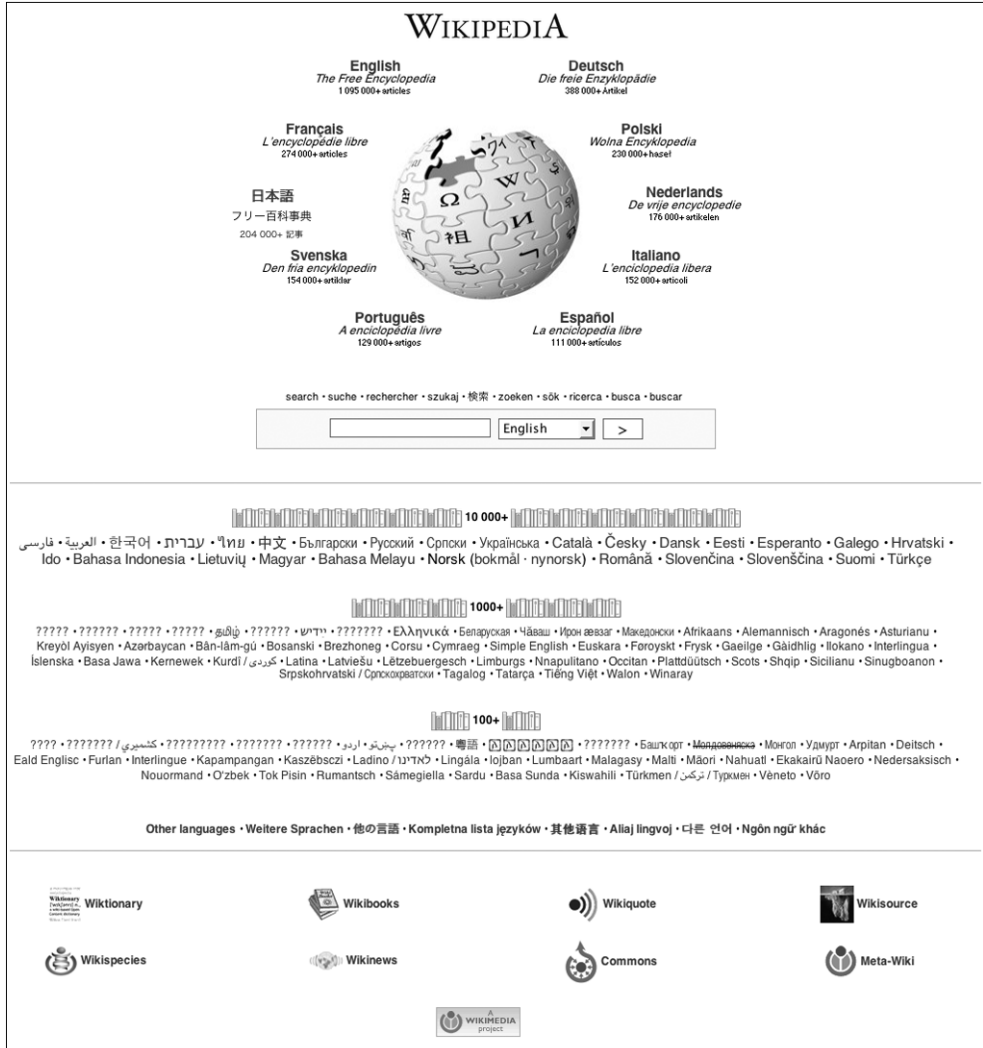 WIKIPEDIA
English
The Free Encyclopedia
1 095 000+ articles
Deutsch
Die freie Enzyklopädie
388 000+ Artikel
Français
L'encyclopédie libre
274 000+ articles
Polski
Wolna Encyklopedia
230 000+ haseł
日本語
フリー百科事典
204 000+ 記事
Nederlands
De vrije encyclopedie
176 000+ artikelen
Svenska
Den fria encyklopedin
154 000+ artiklar
Italiano
L'enciclopedia libera
152 000+ articoli
Português
A enciclopédia livre
129 000+ artigos
Español
La enciclopedia libre
111 000+ artículos
Ω W И 祖
search • suche • rechercher • szukaj • 検索 • zoeken • sök • ricerca • busca • buscar
English >
10 000+
فارسی • العربية • 한국어 • עברית • ไทย • 中文 • Български • Русский • Српски • Українська • Català • Česky • Dansk • Eesti • Esperanto • Galego • Hrvatski •
Ido • Bahasa Indonesia • Lietuvių • Magyar • Bahasa Melayu • Norsk (bokmål · nynorsk) • Română • Slovenčina • Slovenščina • Suomi • Türkçe
1000+
????? • ?????? • ????? • ????? • தமிழ் • ?????? • ייִדיש • ??????? • Ελληνικά • Беларуская • Чăваш • Ирон æвзаг • Македонски • Afrikaans • Alemannisch • Aragonés • Asturianu •
Kreyòl Ayisyen • Azərbaycan • Bân-lâm-gú • Bosanski • Brezhoneg • Corsu • Cymraeg • Simple English • Euskara • Føroyskt • Frysk • Gaeilge • Gàidhlig • Ilokano • Interlingua •
Íslenska • Basa Jawa • Kernewek • Kurdî / كوردی • Latina • Latviešu • Lëtzebuergesch • Limburgs • Nnapulitano • Occitan • Plattdüütsch • Scots • Shqip • Sicilianu • Sinugboanon •
Srpskohrvatski / Српскохрватски • Tagalog • Tatarça • Tiếng Việt • Walon • Winaray
100+
???? • ??????? / كشميري • ????????? • ??????? • ?????? • اردو • پښتو • ?????? • 粵語 • ??????? • Башҡорт • Молдовеняскэ • Монгол • Удмурт • Arpitan • Deitsch •
Eald Englisc • Furlan • Interlingue • Kapampangan • Kaszëbsczi • Ladino / לאדינו • Lingála • lojban • Lumbaart • Malagasy • Malti • Māori • Nahuatl • Ekakairũ Naoero • Nedersaksisch •
Nouormand • O'zbek • Tok Pisin • Rumantsch • Sámegiella • Sardu • Basa Sunda • Kiswahili • Türkmen / تركمن / Туркмен • Vèneto • Võro
Other languages • Weitere Sprachen • 他の言語 • Kompletna lista języków • 其他语言 • Aliaj lingvoj • 다른 언어 • Ngôn ngữ khác
Wiktionary
Wiktionary
Wikibooks
Wikiquote
Wikisource
Wikispecies
Wikinews
Commons
Meta-Wiki
A
WIKIMEDIA
project